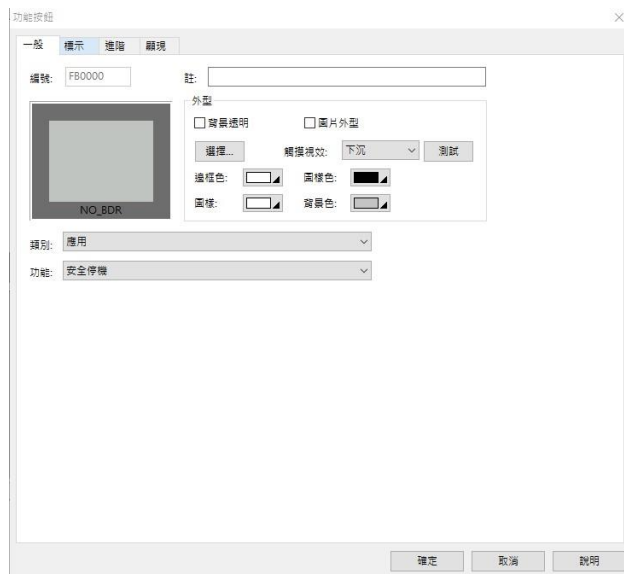 功能按鈕
一般 標示 進階 顯現
編號: FB0000 註:
外型
背景透明 圖片外型
選擇... 觸摸視效: 下沉 測試
邊框色: 圖樣色:
圖樣: 背景色:
NO_BDR
類別: 應用
功能: 安全停機
確定 取消 說明